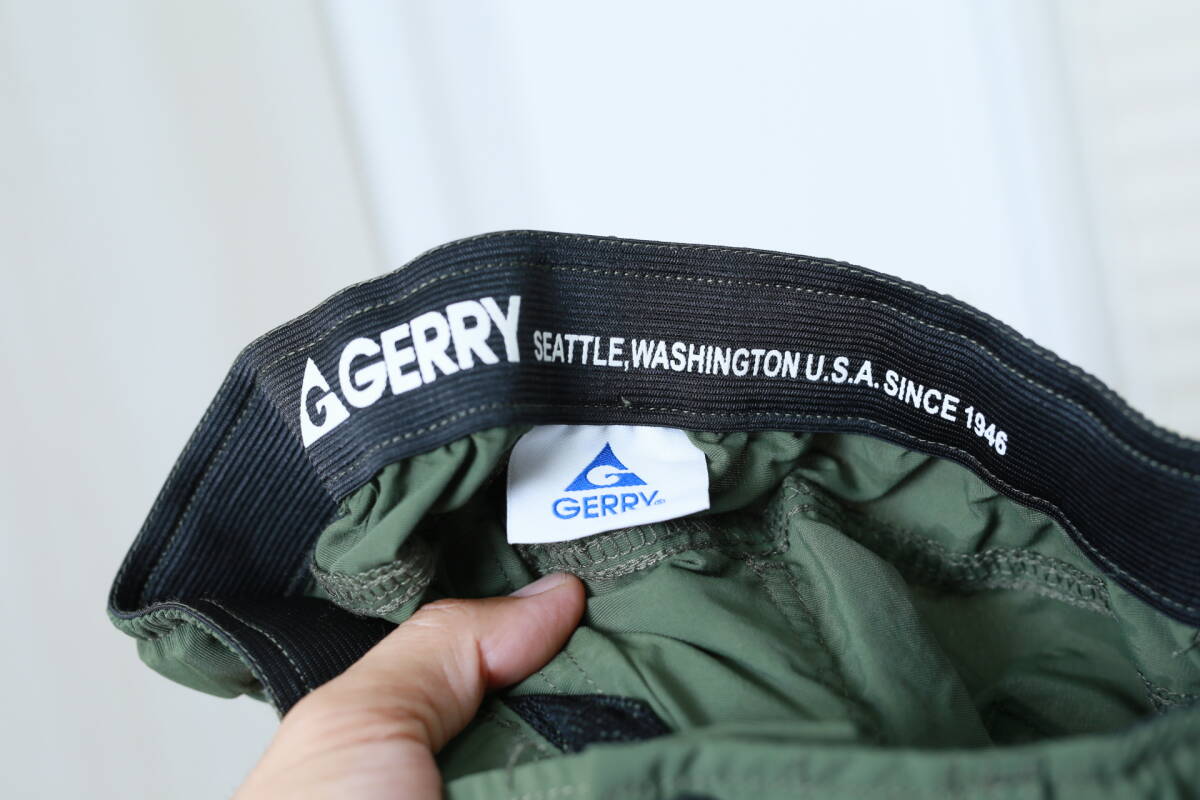 GERRY SEATTLE, WASHINGTON U.S.A. SINCE 1946
G
GERRY